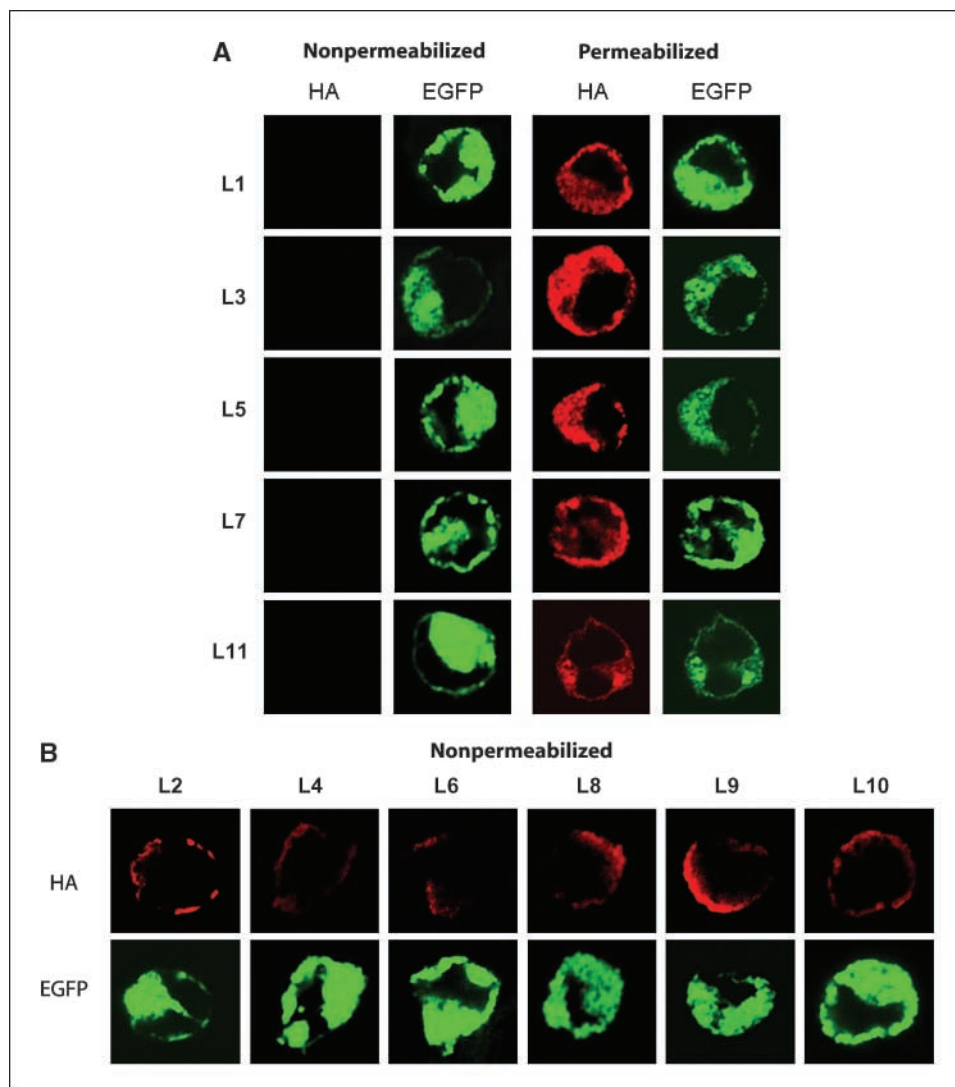 A
Nonpermeabilized Permeabilized
HA EGFP HA EGFP
L1
L3
L5
L7
L11
B
Nonpermeabilized
L2 L4 L6 L8 L9 L10
HA
EGFP